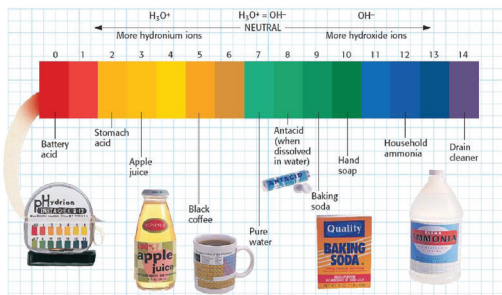 H₃O⁺
H₃O⁺ = OH⁻
OH⁻
NEUTRAL
More hydronium ions
More hydroxide ions
0 1 2 3 4 5 6 7 8 9 10 11 12 13 14
Battery
acid
Stomach
acid
Apple
juice
Black
coffee
Pure
water
Antacid
(when
dissolved
in water)
Baking
soda
Hand
soap
Household
ammonia
Drain
cleaner
pHydrion
ANTACID
apple
juice
Quality
BAKING
SODA
AMMONIA